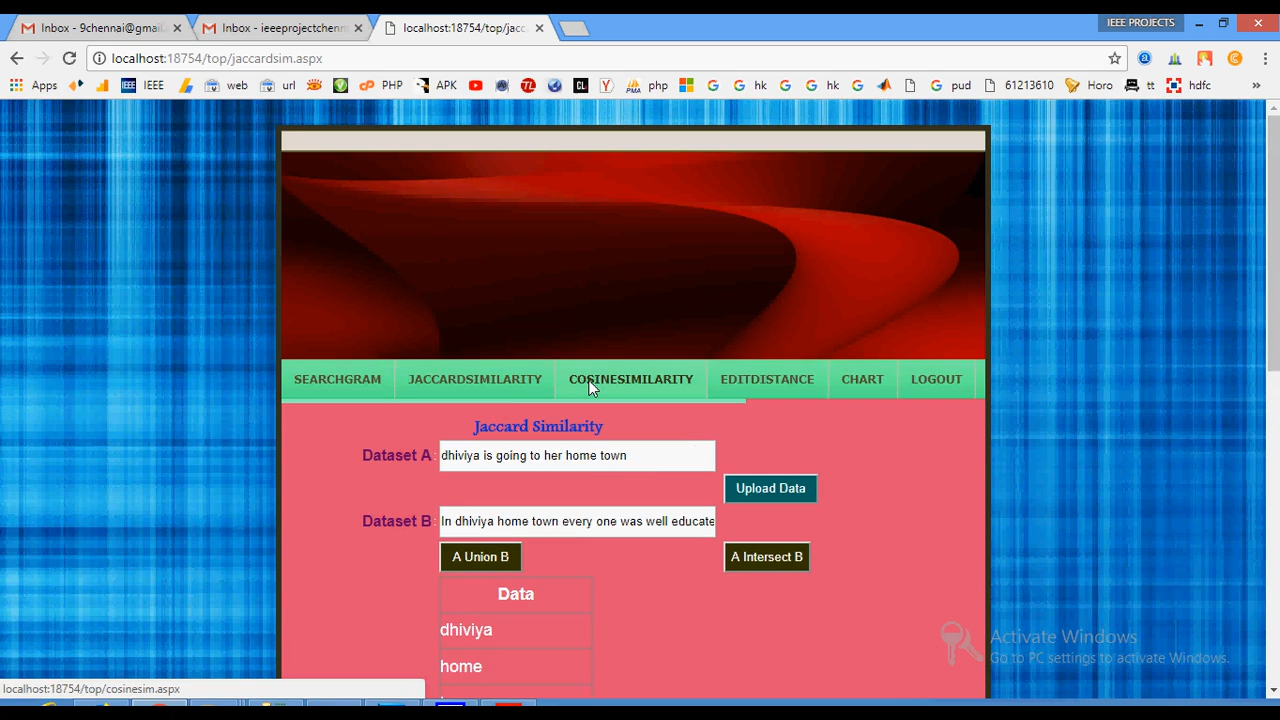 Inbox - 9chennai@gmail
Inbox - ieeeprojectchenn
localhost:18754/top/jacc
IEEE PROJECTS
localhost:18754/top/jaccardsim.aspx
Apps
IEEE
web
url
PHP
APK
php
hk
hk
pud
61213610
Horo
tt
hdfc
SEARCHGRAM JACCARDSIMILARITY COSINESIMILARITY EDITDISTANCE CHART LOGOUT
Jaccard Similarity
Dataset A: dhiviya is going to her home town
Upload Data
Dataset B: In dhiviya home town every one was well educate
A Union B A Intersect B
Data
dhiviya
home
Activate Windows
Go to PC settings to activate Windows.
localhost:18754/top/cosinesim.aspx